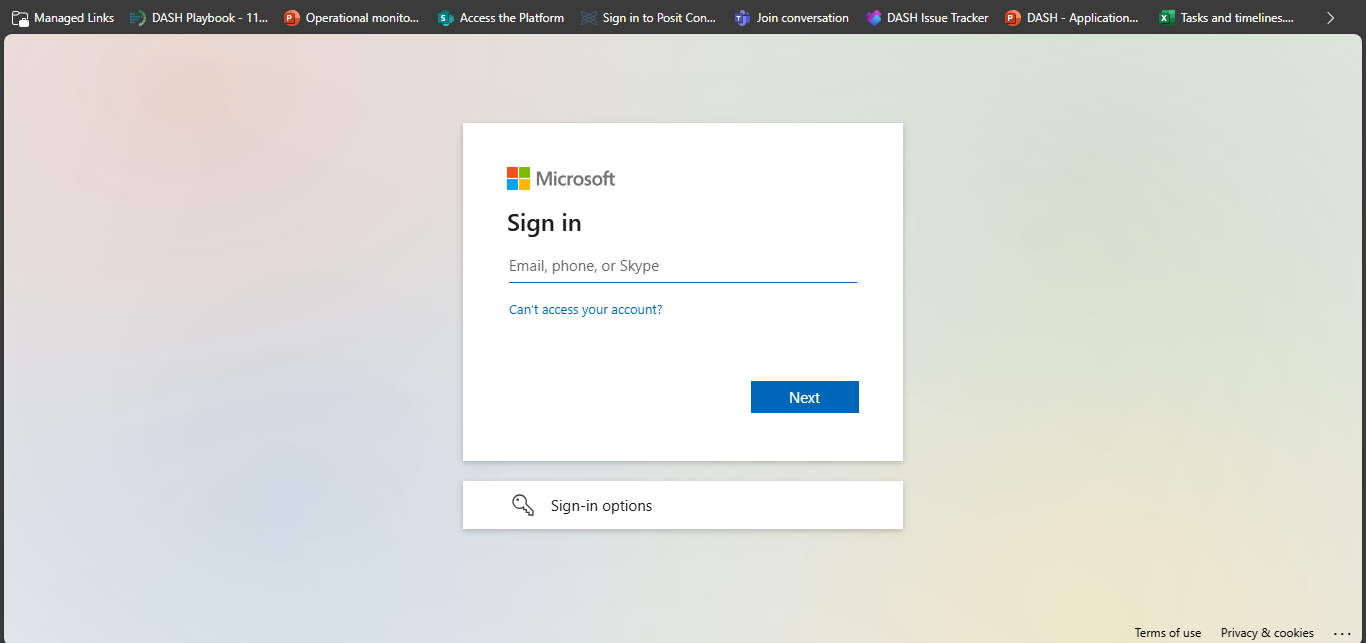 Managed Links DASH Playbook - 11... Operational monito... Access the Platform Sign in to Posit Con... Join conversation DASH Issue Tracker DASH - Application... Tasks and timelines....
Microsoft
Sign in
Email, phone, or Skype
Can't access your account?
Next
Sign-in options
Terms of use Privacy & cookies ...